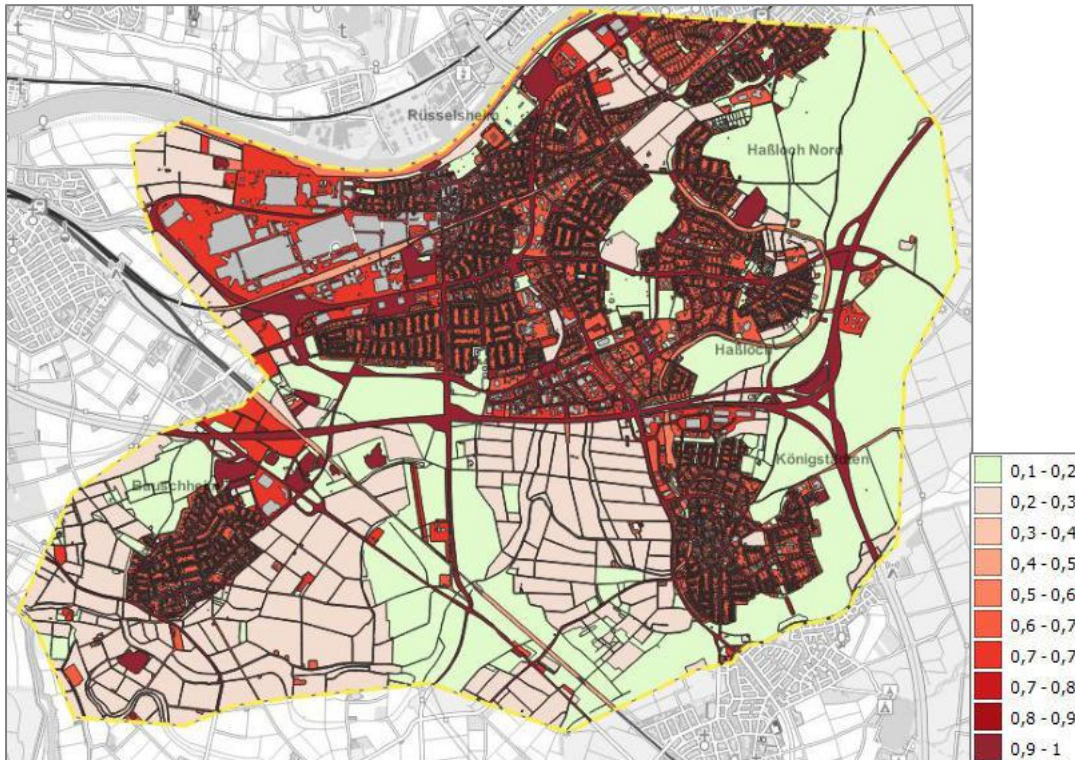 Rüsselsheim
Haßloch Nord
Haßloch
Königstädten
Bauschheim
0,1 - 0,2
0,2 - 0,3
0,3 - 0,4
0,4 - 0,5
0,5 - 0,6
0,6 - 0,7
0,7 - 0,7
0,7 - 0,8
0,8 - 0,9
0,9 - 1